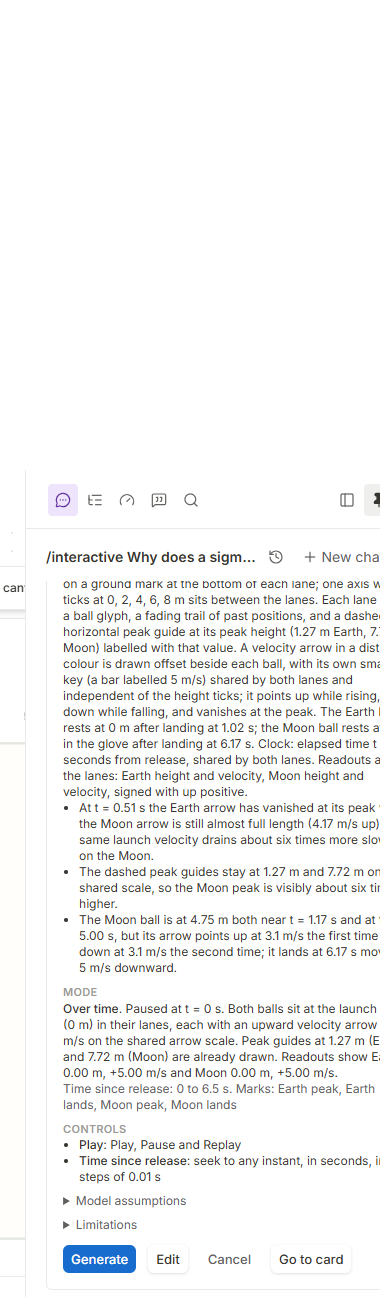 /interactive Why does a sigm...
New cha
can
on a ground mark at the bottom of each lane; one axis w
ticks at 0, 2, 4, 6, 8 m sits between the lanes. Each lane
a ball glyph, a fading trail of past positions, and a dashe
horizontal peak guide at its peak height (1.27 m Earth, 7.7
Moon) labelled with that value. A velocity arrow in a dist
colour is drawn offset beside each ball, with its own sma
key (a bar labelled 5 m/s) shared by both lanes and
independent of the height ticks; it points up while rising,
down while falling, and vanishes at the peak. The Earth b
rests at 0 m after landing at 1.02 s; the Moon ball rests a
in the glove after landing at 6.17 s. Clock: elapsed time t
seconds from release, shared by both lanes. Readouts a
the lanes: Earth height and velocity, Moon height and
velocity, signed with up positive.
• At t = 0.51 s the Earth arrow has vanished at its peak
the Moon arrow is still almost full length (4.17 m/s up)
same launch velocity drains about six times more slow
on the Moon.
• The dashed peak guides stay at 1.27 m and 7.72 m on
shared scale, so the Moon peak is visibly about six tim
higher.
• The Moon ball is at 4.75 m both near t = 1.17 s and at
5.00 s, but its arrow points up at 3.1 m/s the first time
down at 3.1 m/s the second time; it lands at 6.17 s mov
5 m/s downward.
MODE
Over time. Paused at t = 0 s. Both balls sit at the launch
(0 m) in their lanes, each with an upward velocity arrow
m/s on the shared arrow scale. Peak guides at 1.27 m (E
and 7.72 m (Moon) are already drawn. Readouts show Ea
0.00 m, +5.00 m/s and Moon 0.00 m, +5.00 m/s.
Time since release: 0 to 6.5 s. Marks: Earth peak, Earth
lands, Moon peak, Moon lands
CONTROLS
• Play: Play, Pause and Replay
• Time since release: seek to any instant, in seconds, in
steps of 0.01 s
Model assumptions
Limitations
Generate
Edit
Cancel
Go to card